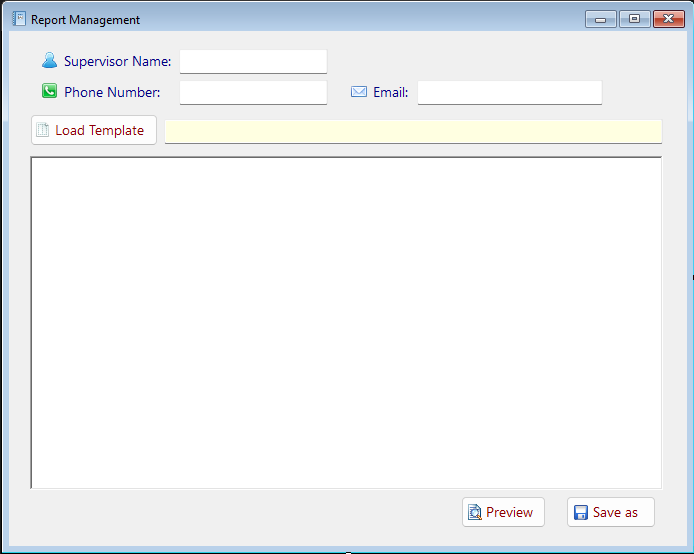 Report Management
Supervisor Name:
Phone Number:
Email:
Load Template
Preview
Save as